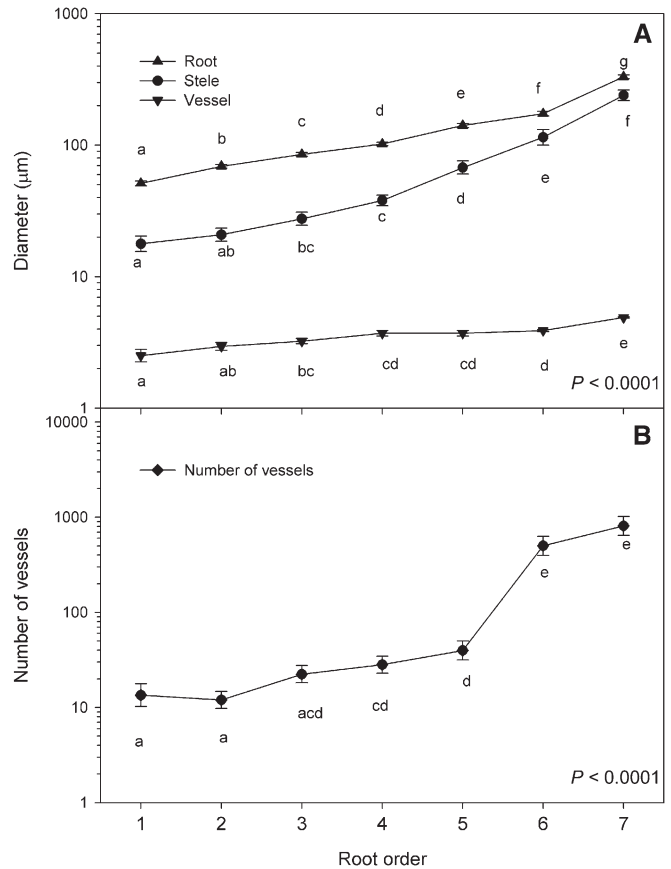 1000
A
Root
Stele
Vessel
a b c d e f g
100
Diameter (μm)
a ab bc c d e f
10
a ab bc cd cd d e
P < 0.0001
1
10000
B
Number of vessels
1000
Number of vessels
e e
100
a a acd cd d
10
P < 0.0001
1
1 2 3 4 5 6 7
Root order